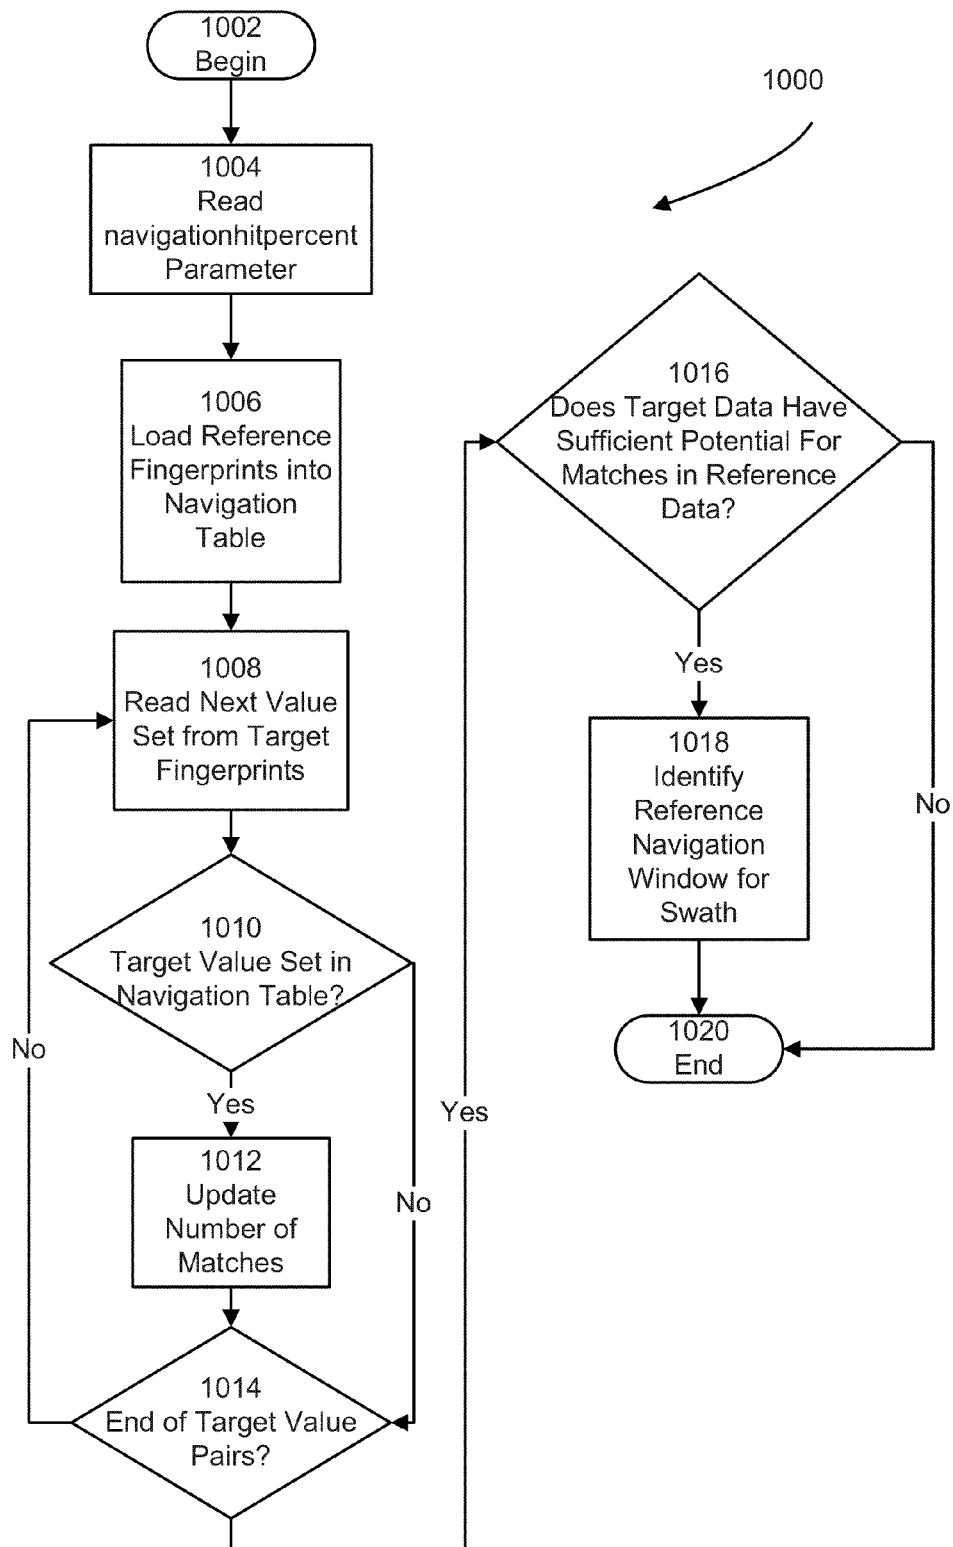 1002
Begin
1000
1004
Read
navigationhitpercent
Parameter
1006
Load Reference
Fingerprints into
Navigation
Table
1008
Read Next Value
Set from Target
Fingerprints
1010
Target Value Set in
Navigation Table?
No
Yes
No
1012
Update
Number of
Matches
1014
End of Target Value
Pairs?
Yes
1016
Does Target Data Have
Sufficient Potential For
Matches in Reference
Data?
Yes
No
1018
Identify
Reference
Navigation
Window for
Swath
1020
End